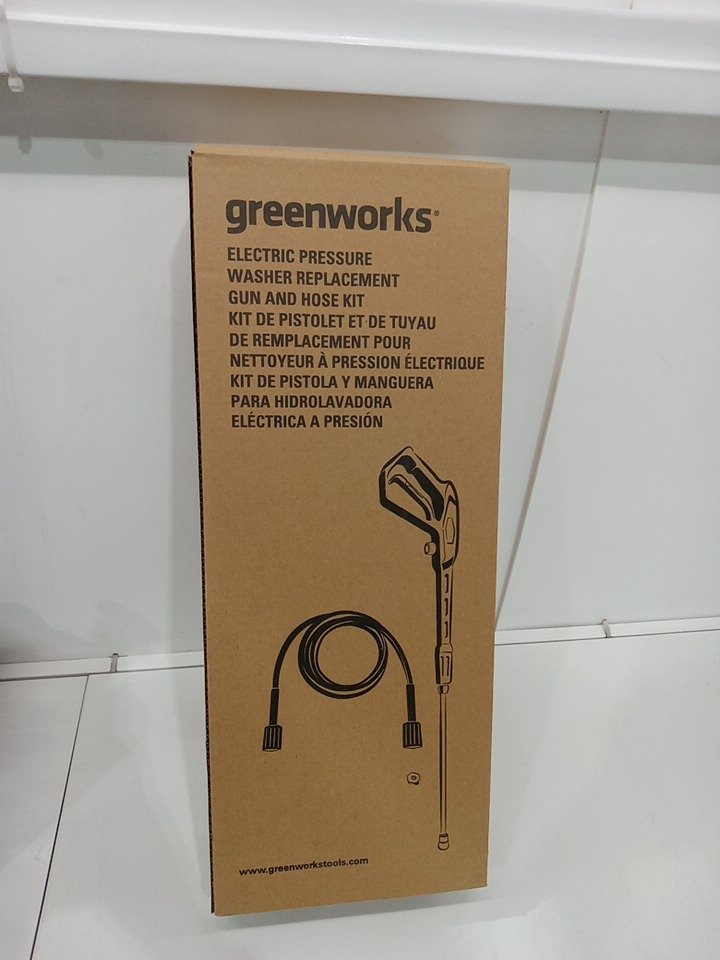 greenworks®
ELECTRIC PRESSURE
WASHER REPLACEMENT
GUN AND HOSE KIT
KIT DE PISTOLET ET DE TUYAU
DE REMPLACEMENT POUR
NETTOYEUR À PRESSION ÉLECTRIQUE
KIT DE PISTOLA Y MANGUERA
PARA HIDROLAVADORA
ELÉCTRICA A PRESIÓN
www.greenworkstools.com